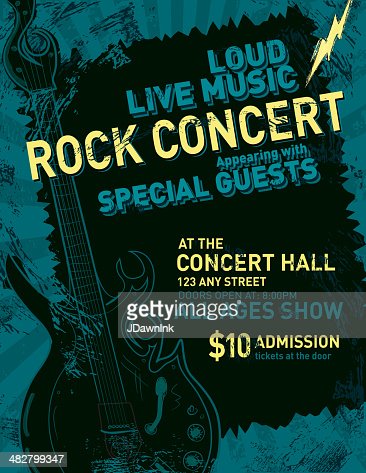 LOUD
LIVE MUSIC
ROCK CONCERT
Appearing with
SPECIAL GUESTS
AT THE
CONCERT HALL
123 ANY STREET
DOORS OPEN AT: 8:00PM
AGES SHOW
gettyimages
JDawnInk
$10 ADMISSION
tickets at the door
482799347